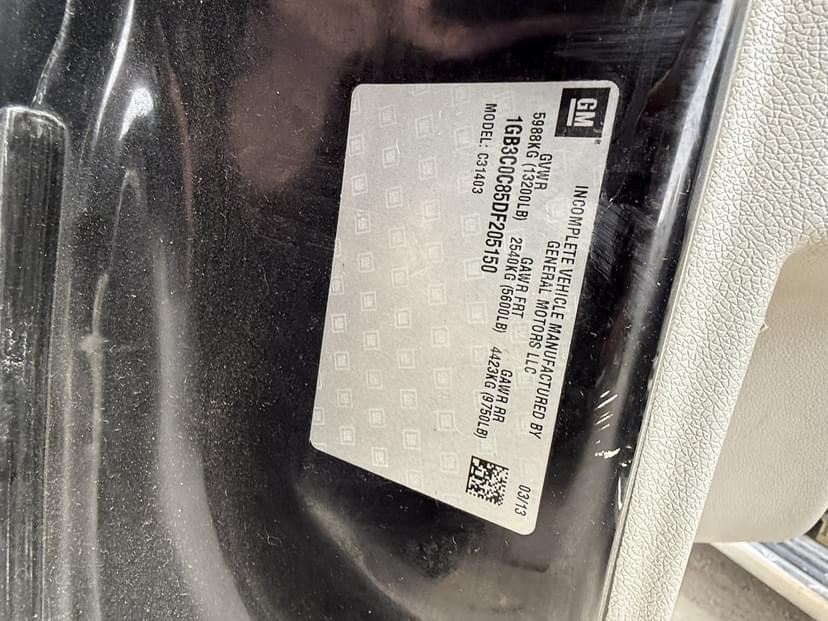 GM
INCOMPLETE VEHICLE MANUFACTURED BY
GENERAL MOTORS LLC
03/13
GVWR GAWR FRT GAWR RR
5988KG (13200LB) 2540KG (5600LB) 4423KG (9750LB)
1GB3C0C85DF205150
MODEL: C31403